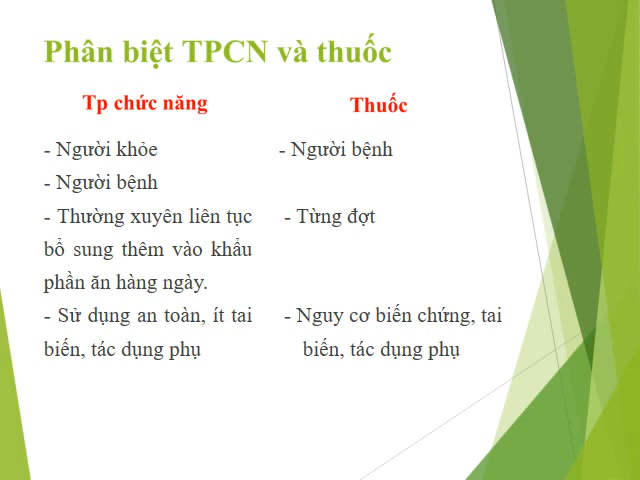 Phân biệt TPCN và thuốc
Tp chức năng
- Người khỏe
- Người bệnh
- Thường xuyên liên tục
bổ sung thêm vào khẩu
phần ăn hàng ngày.
- Sử dụng an toàn, ít tai
biến, tác dụng phụ
Thuốc
- Người bệnh
- Từng đợt
- Nguy cơ biến chứng, tai
biến, tác dụng phụ